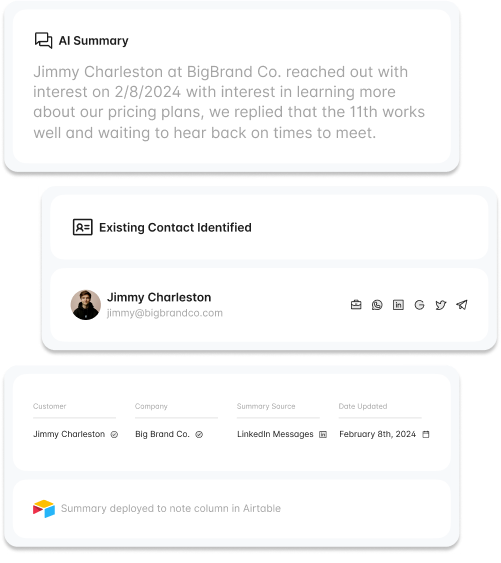 AI Summary
Jimmy Charleston at BigBrand Co. reached out with
interest on 2/8/2024 with interest in learning more
about our pricing plans, we replied that the 11th works
well and waiting to hear back on times to meet.
Existing Contact Identified
Jimmy Charleston
jimmy@bigbrandco.com
Customer Company Summary Source Date Updated
Jimmy Charleston Big Brand Co. LinkedIn Messages February 8th, 2024
Summary deployed to note column in Airtable